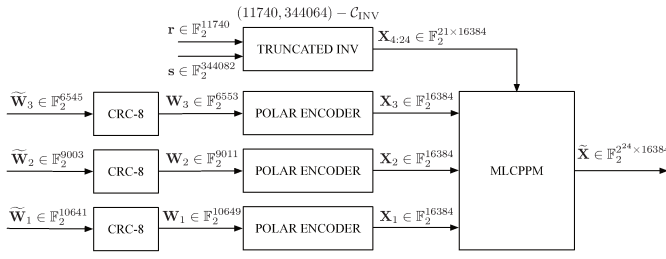 (11740, 344064) − 𝒞_INV
r ∈ 𝔽₂^11740
TRUNCATED INV
X₄:₂₄ ∈ 𝔽₂^21×16384
s ∈ 𝔽₂^344082
W̃₃ ∈ 𝔽₂^6545
CRC-8
W₃ ∈ 𝔽₂^6553
POLAR ENCODER
X₃ ∈ 𝔽₂^16384
W̃₂ ∈ 𝔽₂^9003
CRC-8
W₂ ∈ 𝔽₂^9011
POLAR ENCODER
X₂ ∈ 𝔽₂^16384
MLCPPM
X̃ ∈ 𝔽₂^2^24×16384
W̃₁ ∈ 𝔽₂^10641
CRC-8
W₁ ∈ 𝔽₂^10649
POLAR ENCODER
X₁ ∈ 𝔽₂^16384